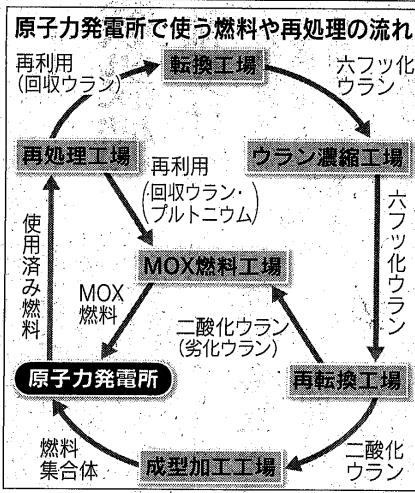 原子力発電所で使う燃料や再処理の流れ
再利用
(回収ウラン)
転換工場
六フッ化
ウラン
再処理工場
ウラン濃縮工場
再利用
(回収ウラン・
プルトニウム)
六フッ化ウラン
使用済み燃料
MOX燃料工場
MOX
燃料
二酸化ウラン
(劣化ウラン)
原子力発電所
再転換工場
燃料
集合体
成型加工工場
二酸化
ウラン